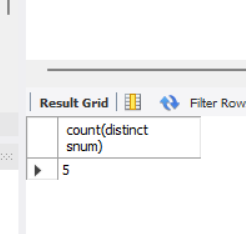 Result Grid
Filter Row
count(distinct
snum)
5